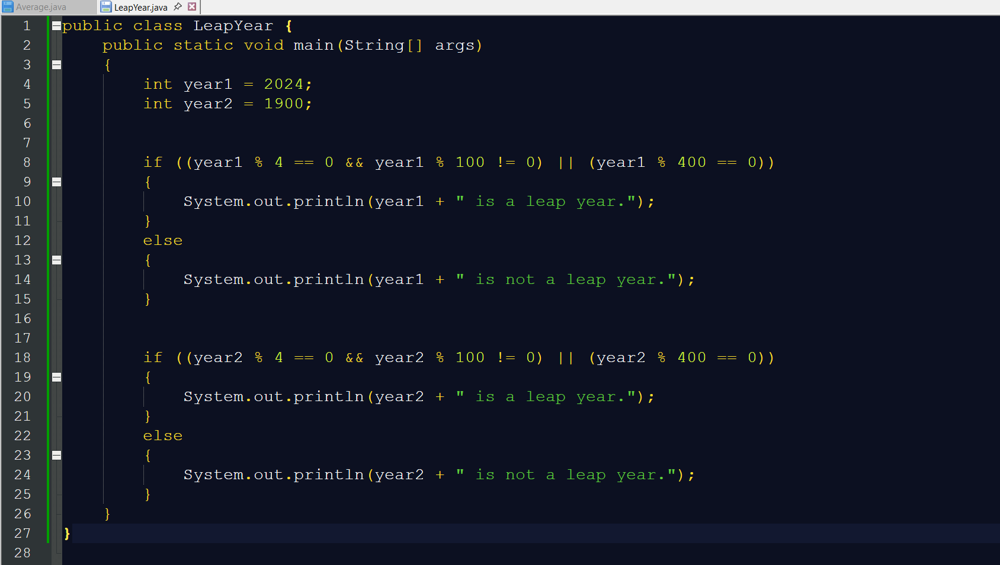 Average.java LeapYear.java
1 public class LeapYear {
2 public static void main(String[] args)
3 {
4 int year1 = 2024;
5 int year2 = 1900;
6
7
8 if ((year1 % 4 == 0 && year1 % 100 != 0) || (year1 % 400 == 0))
9 {
10 System.out.println(year1 + " is a leap year.");
11 }
12 else
13 {
14 System.out.println(year1 + " is not a leap year.");
15 }
16
17
18 if ((year2 % 4 == 0 && year2 % 100 != 0) || (year2 % 400 == 0))
19 {
20 System.out.println(year2 + " is a leap year.");
21 }
22 else
23 {
24 System.out.println(year2 + " is not a leap year.");
25 }
26 }
27 }
28